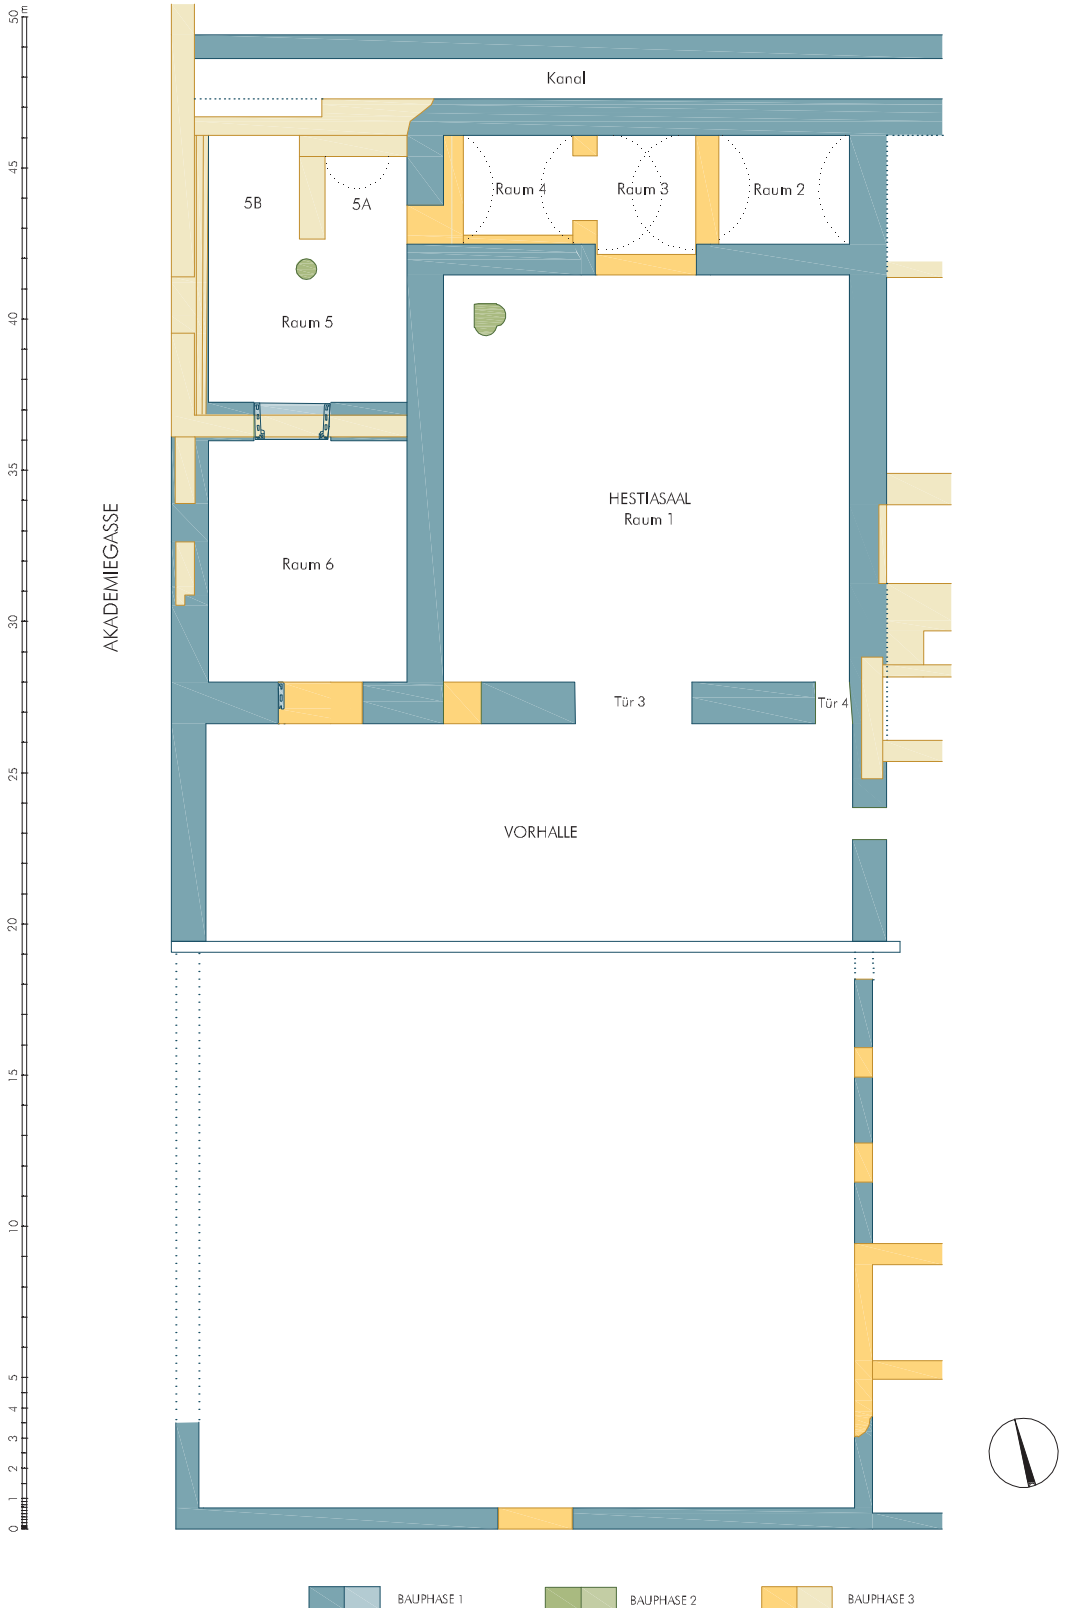 50 m
Kanal
45
Raum 4
Raum 3
Raum 2
5B
5A
40
Raum 5
35
HESTIASAAL
Raum 1
AKADEMIEGASSE
Raum 6
30
Tür 3
Tür 4
25
VORHALLE
20
15
10
5
4
3
2
1
0
BAUPHASE 1
BAUPHASE 2
BAUPHASE 3